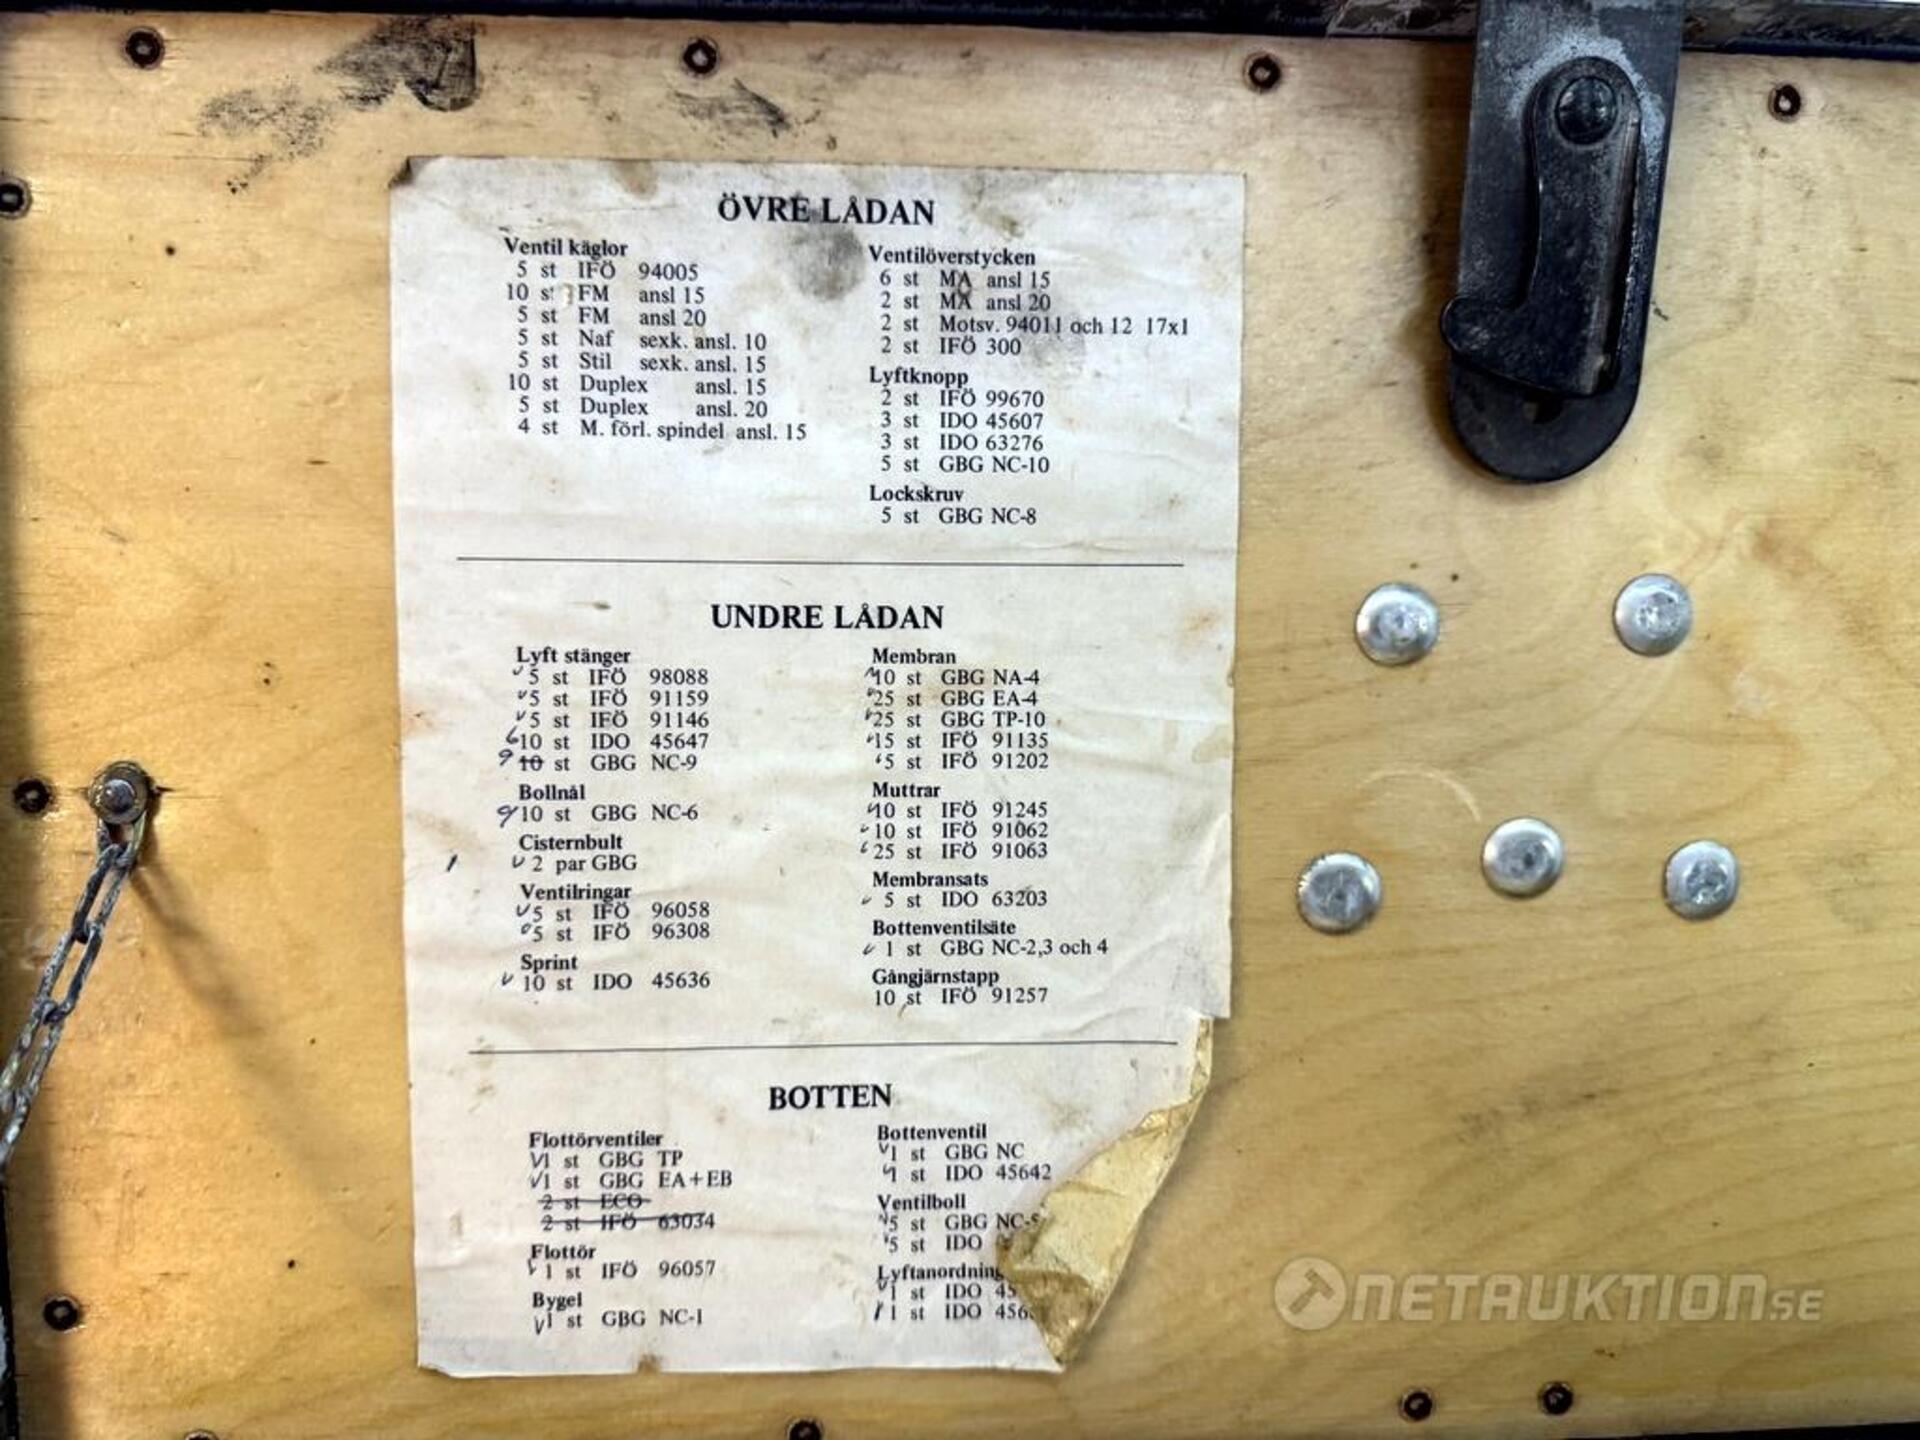 ÖVRE LÅDAN
Ventil käglor
5 st IFÖ 94005
10 st FM ansl 15
5 st FM ansl 20
5 st Naf sexk. ansl. 10
5 st Stil sexk. ansl. 15
10 st Duplex ansl. 15
5 st Duplex ansl. 20
4 st M. förl. spindel ansl. 15
Ventilöverstycken
6 st MA ansl 15
2 st MA ansl 20
2 st Motsv. 94011 och 12 17x1
2 st IFÖ 300
Lyftknopp
2 st IFÖ 99670
3 st IDO 45607
3 st IDO 63276
5 st GBG NC-10
Lockskruv
5 st GBG NC-8
UNDRE LÅDAN
Lyft stänger
5 st IFÖ 98088
5 st IFÖ 91159
5 st IFÖ 91146
6 10 st IDO 45647
9 10 st GBG NC-9
Bollnål
9 10 st GBG NC-6
Cisternbult
1 2 par GBG
Ventilringar
5 st IFÖ 96058
5 st IFÖ 96308
Sprint
10 st IDO 45636
Membran
10 st GBG NA-4
25 st GBG EA-4
25 st GBG TP-10
15 st IFÖ 91135
5 st IFÖ 91202
Muttrar
10 st IFÖ 91245
10 st IFÖ 91062
25 st IFÖ 91063
Membransats
5 st IDO 63203
Bottenventilsäte
1 st GBG NC-2,3 och 4
Gångjärnstapp
10 st IFÖ 91257
BOTTEN
Flottörventiler
1 st GBG TP
1 st GBG EA+EB
2 st ECO
2 st IFÖ 63034
Flottör
1 st IFÖ 96057
Bygel
1 st GBG NC-1
Bottenventil
1 st GBG NC
1 st IDO 45642
Ventilboll
5 st GBG NC-5
5 st IDO
Lyftanordning
1 st IDO 45
1 st IDO 456
NETAUKTION.SE